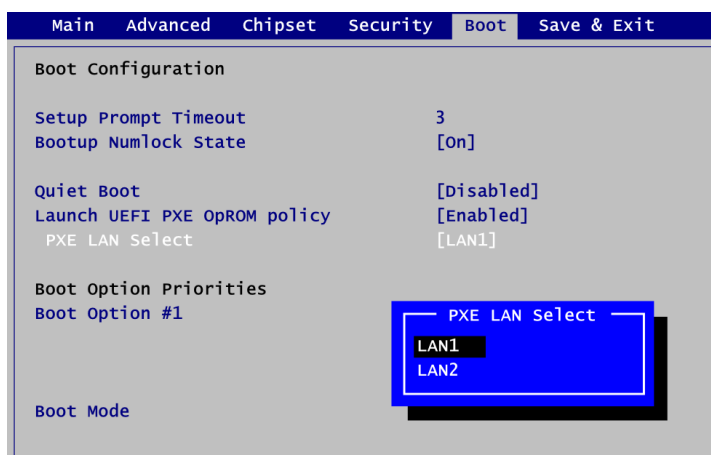 Main Advanced Chipset Security Boot Save & Exit
Boot Configuration
Setup Prompt Timeout 3
Bootup Numlock State [On]
Quiet Boot [Disabled]
Launch UEFI PXE OpROM policy [Enabled]
PXE LAN Select [LAN1]
Boot Option Priorities
Boot Option #1
PXE LAN Select
LAN1
LAN2
Boot Mode